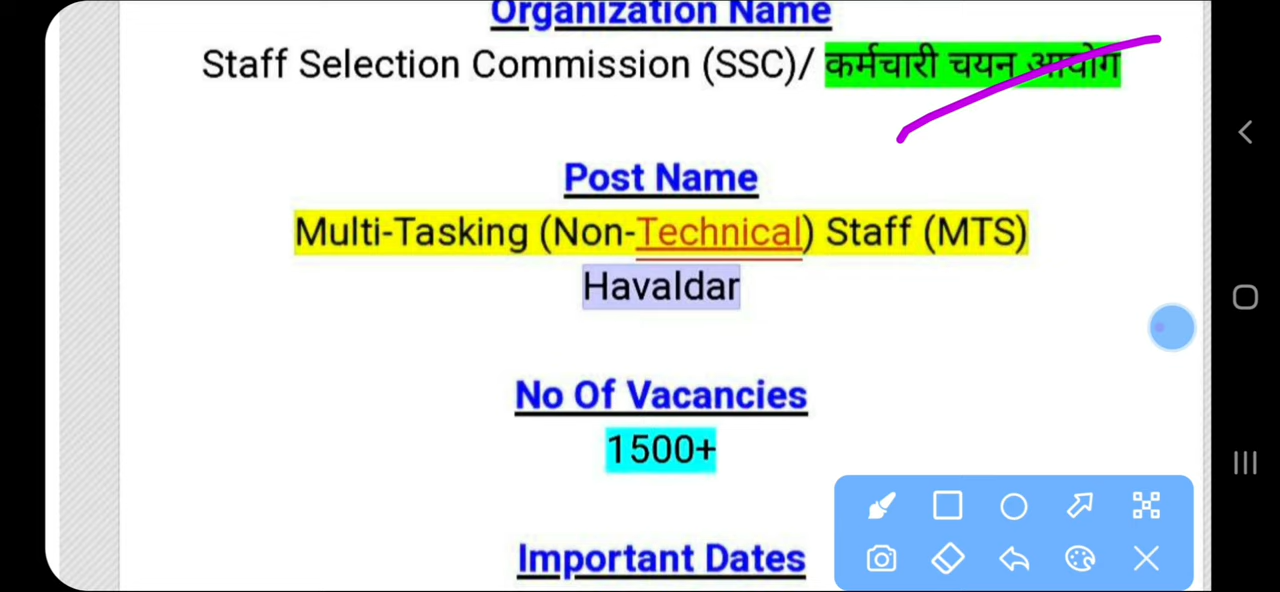 Organization Name
Staff Selection Commission (SSC)/ कर्मचारी चयन आयोग
Post Name
Multi-Tasking (Non-Technical) Staff (MTS)
Havaldar
No Of Vacancies
1500+
Important Dates